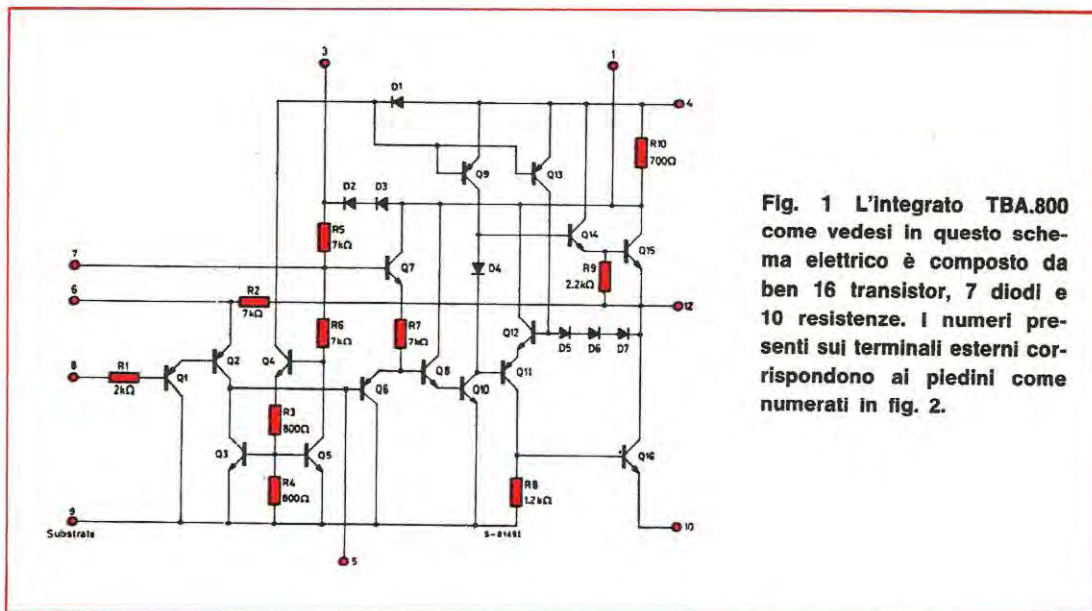 3
1
D1
4
R10
700Ω
Q9
Q13
D2 D3
R5
7kΩ
Q14
Q15
7
Q7
D4
R9
2.2kΩ
6
R2
7kΩ
12
R6
7kΩ
R7
7kΩ
Q12
D5 D6 D7
8
R1
2kΩ
Q2
Q4
Q8
Q11
Q1
Q6
Q10
R3
800Ω
Q3
Q5
Q16
R4
800Ω
R8
1.2kΩ
9
Substrate
S-0149
10
5
Fig. 1 L'integrato TBA.800
come vedesi in questo sche-
ma elettrico è composto da
ben 16 transistor, 7 diodi e
10 resistenze. I numeri pre-
senti sui terminali esterni cor-
rispondono ai piedini come
numerati in fig. 2.